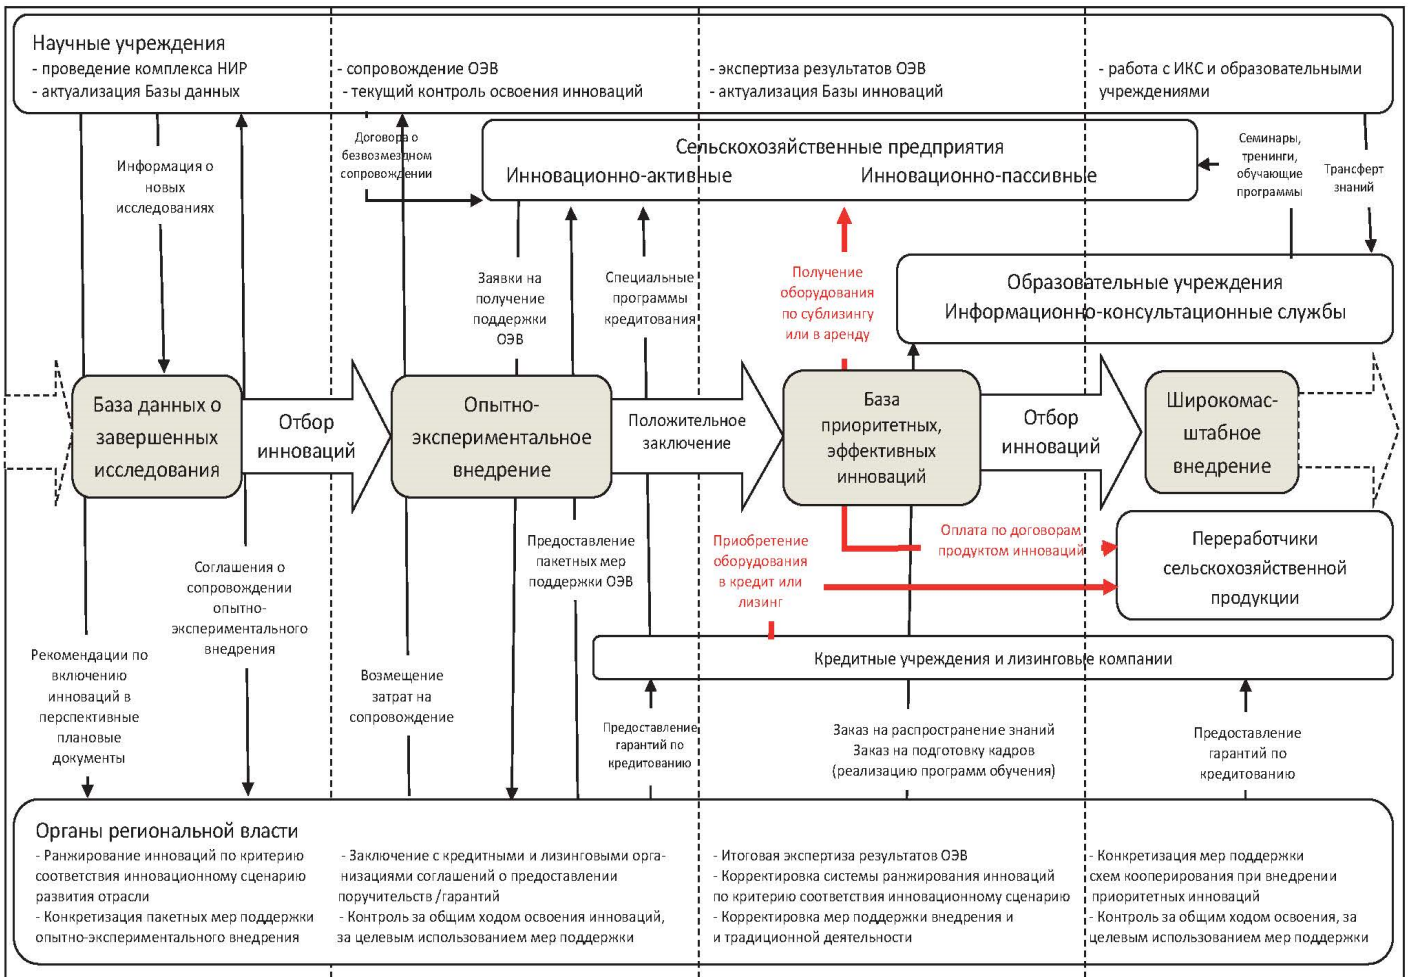 Научные учреждения
- проведение комплекса НИР
- актуализация Базы данных
- сопровождение ОЭВ
- текущий контроль освоения инноваций
- экспертиза результатов ОЭВ
- актуализация Базы инноваций
- работа с ИКС и образовательными
учреждениями
Информация о
новых
исследованиях
Договора о
безвозмездном
сопровождении
Сельскохозяйственные предприятия
Инновационно-активные
Инновационно-пассивные
Семинары,
тренинги,
обучающие
программы
Трансферт
знаний
Заявки на
получение
поддержки
ОЭВ
Специальные
программы
кредитования
Получение
оборудования
по сублизингу
или в аренду
Образовательные учреждения
Информационно-консультационные службы
База данных о
завершенных
исследования
Отбор
инноваций
Опытно-
экспериментальное
внедрение
Положительное
заключение
База
приоритетных,
эффективных
инноваций
Отбор
инноваций
Широкомас-
штабное
внедрение
Соглашения о
сопровождении
опытно-
экспериментального
внедрения
Предоставление
пакетных мер
поддержки ОЭВ
Приобретение
оборудования
в кредит или
лизинг
Оплата по договорам
продуктом инноваций
Переработчики
сельскохозяйственной
продукции
Рекомендации по
включению
инноваций в
перспективные
плановые
документы
Возмещение
затрат на
сопровождение
Кредитные учреждения и лизинговые компании
Предоставление
гарантий по
кредитованию
Заказ на распространение знаний
Заказ на подготовку кадров
(реализацию программ обучения)
Предоставление
гарантий по
кредитованию
Органы региональной власти
- Ранжирование инноваций по критерию
соответствия инновационному сценарию
развития отрасли
- Конкретизация пакетных мер поддержки
опытно-экспериментального внедрения
- Заключение с кредитными и лизинговыми орга-
низациями соглашений о предоставлении
поручительств /гарантий
- Контроль за общим ходом освоения инноваций,
за целевым использованием мер поддержки
- Итоговая экспертиза результатов ОЭВ
- Корректировка системы ранжирования инноваций
по критерию соответствия инновационному сценарию
- Корректировка мер поддержки внедрения и
и традиционной деятельности
- Конкретизация мер поддержки
схем кооперирования при внедрении
приоритетных инноваций
- Контроль за общим ходом освоения, за
целевым использованием мер поддержки